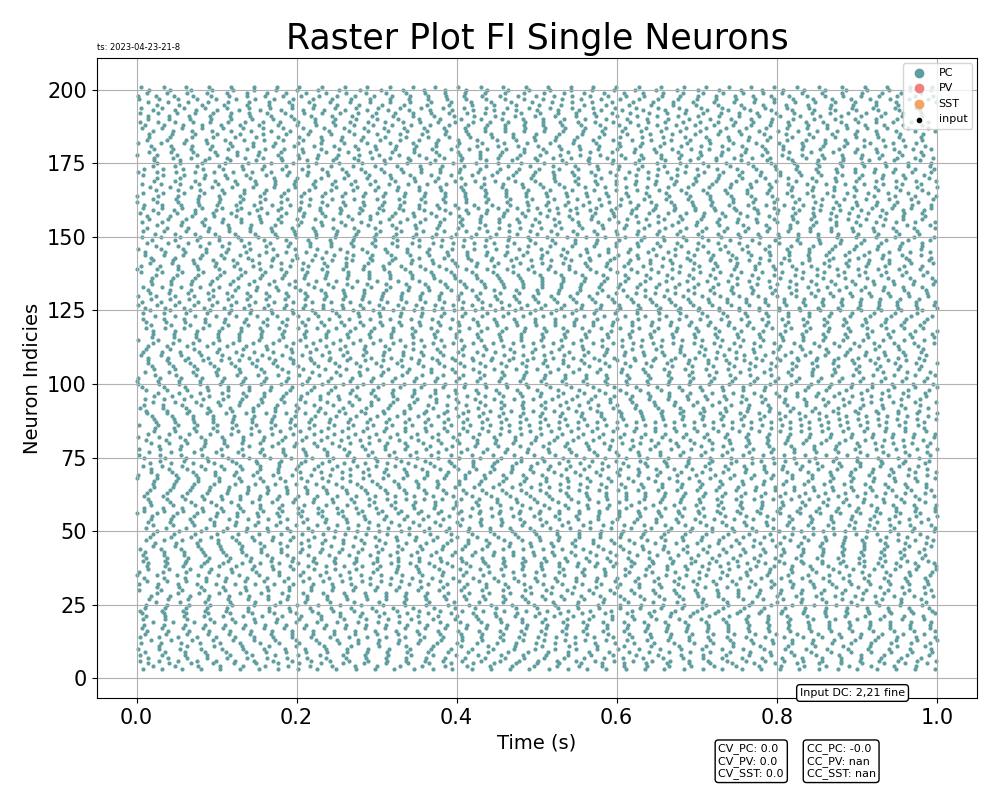 Raster Plot FI Single Neurons
ts: 2023-04-23-21-8
PC
PV
SST
input
200
175
150
125
100
75
50
25
0
Neuron Indicies
0.0 0.2 0.4 0.6 0.8 1.0
Time (s)
Input DC: 2,21 fine
CV_PC: 0.0
CV_PV: 0.0
CV_SST: 0.0
CC_PC: -0.0
CC_PV: nan
CC_SST: nan